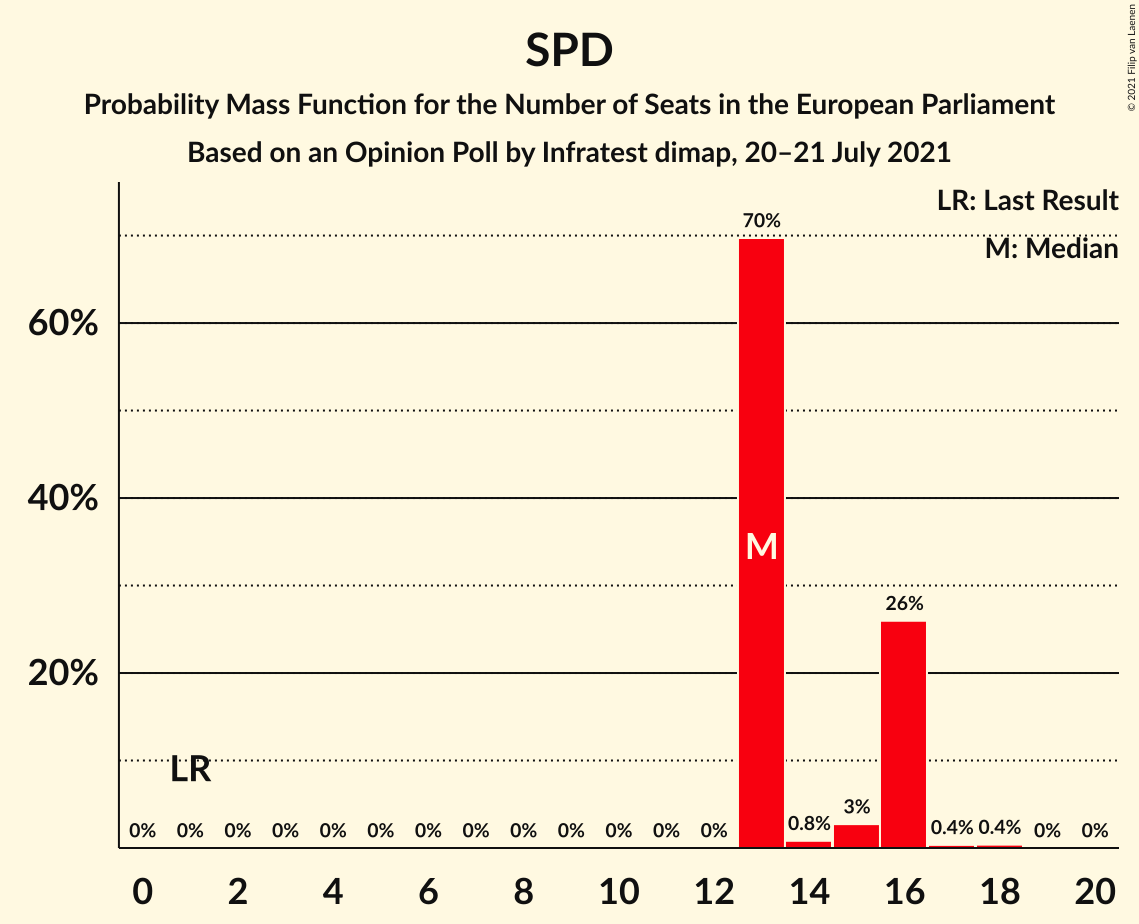 SPD
Probability Mass Function for the Number of Seats in the European Parliament
Based on an Opinion Poll by Infratest dimap, 20–21 July 2021
© 2021 Filip van Laenen
LR: Last Result
M: Median
70%
60%
40%
M
26%
20%
LR
0% 0% 0% 0% 0% 0% 0% 0% 0% 0% 0% 0% 0% 0.8% 3% 0.4% 0.4% 0% 0%
0 2 4 6 8 10 12 14 16 18 20